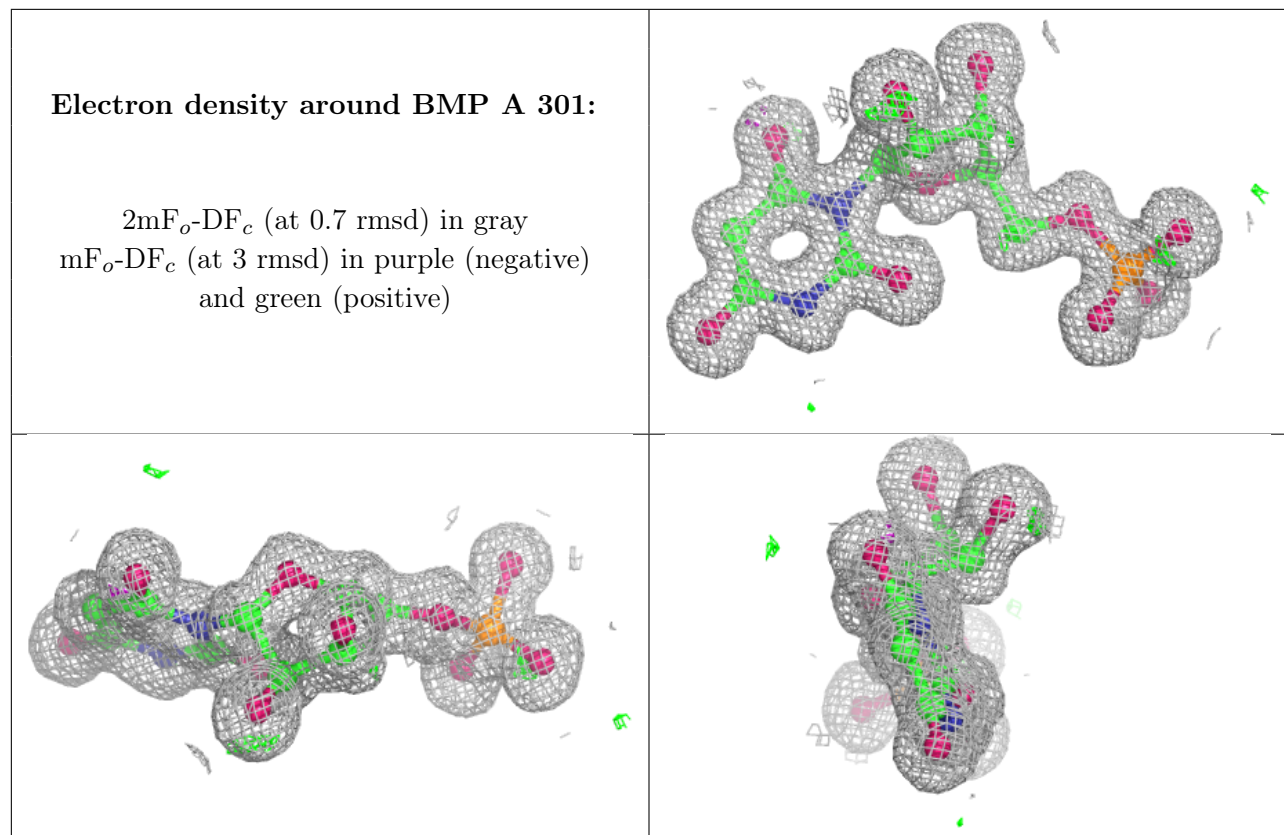 Electron density around BMP A 301:
2mFₒ-DF𝒸 (at 0.7 rmsd) in gray
mFₒ-DF𝒸 (at 3 rmsd) in purple (negative)
and green (positive)